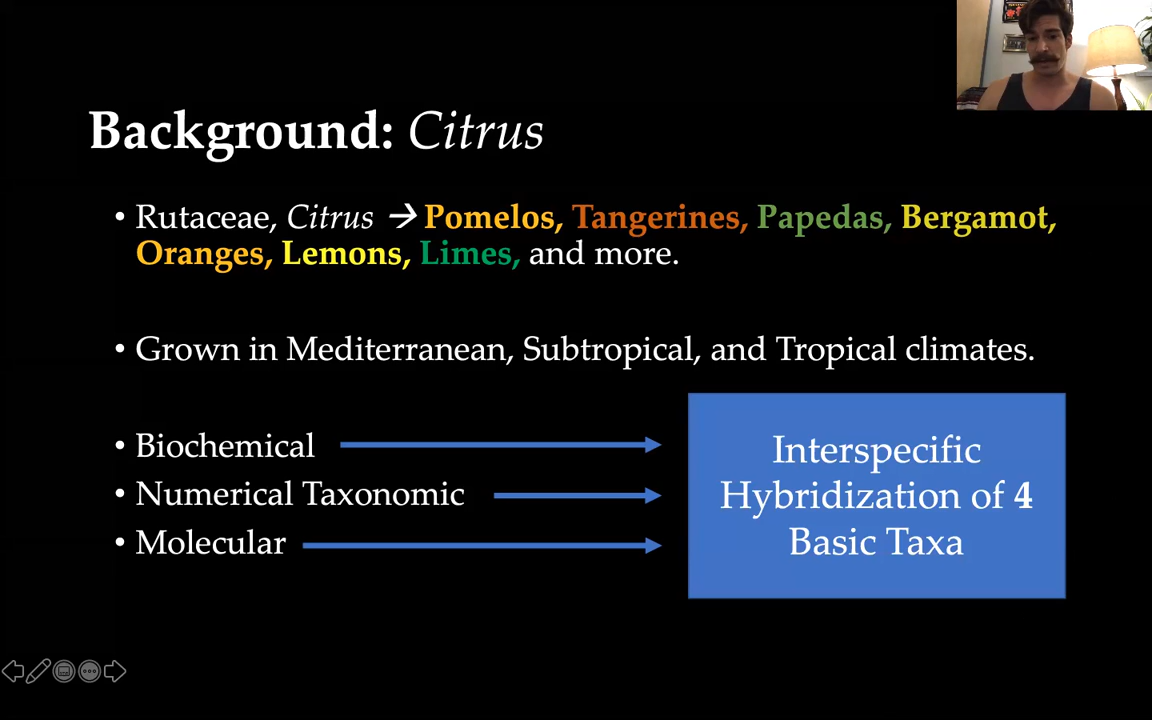 Background: Citrus
• Rutaceae, Citrus → Pomelos, Tangerines, Papedas, Bergamot,
Oranges, Lemons, Limes, and more.
• Grown in Mediterranean, Subtropical, and Tropical climates.
• Biochemical
• Numerical Taxonomic
• Molecular
Interspecific
Hybridization of 4
Basic Taxa